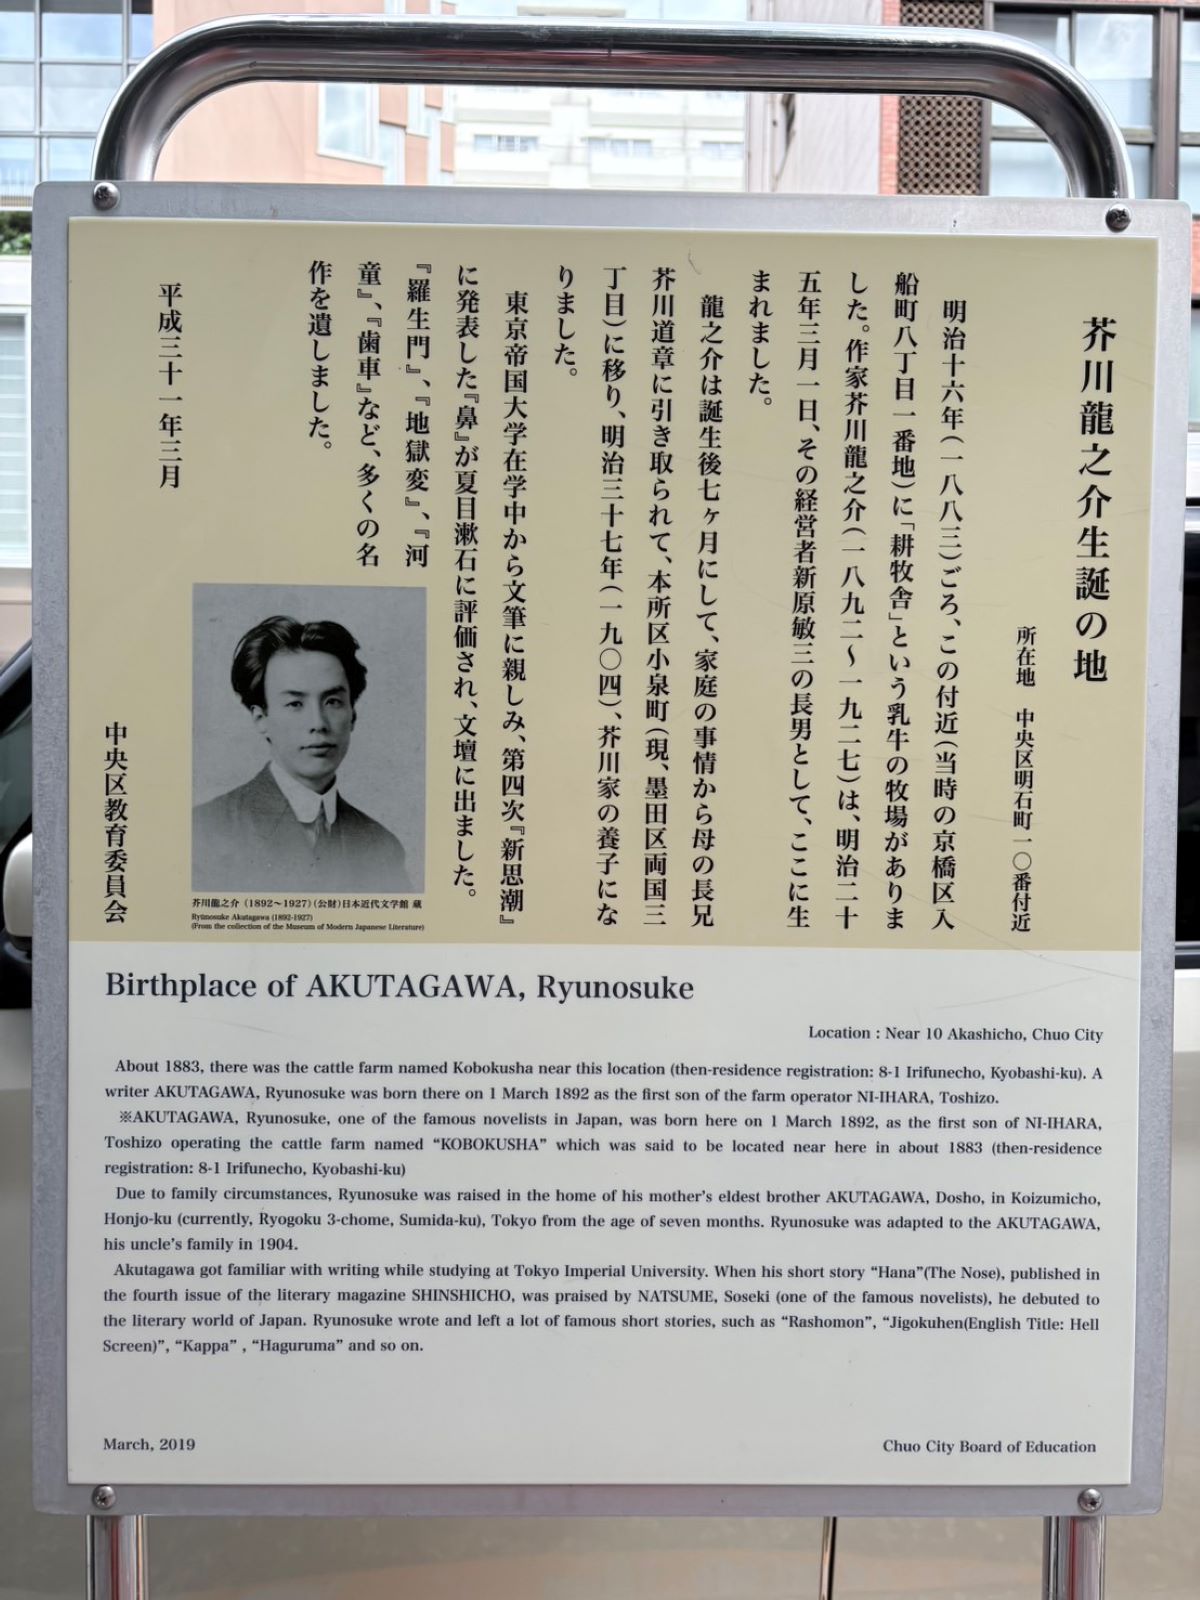 芥川龍之介生誕の地
所在地 中央区明石町一〇番付近
明治十六年(一八八三)ごろ、この付近(当時の京橋区入
船町八丁目一番地)に「耕牧舎」という乳牛の牧場がありま
した。作家芥川龍之介(一八九二〜一九二七)は、明治二十
五年三月一日、その経営者新原敏三の長男として、ここに生
まれました。
龍之介は誕生後七ヶ月にして、家庭の事情から母の長兄
芥川道章に引き取られて、本所区小泉町(現、墨田区両国三
丁目)に移り、明治三十七年(一九〇四)、芥川家の養子にな
りました。
東京帝国大学在学中から文筆に親しみ、第四次『新思潮』
に発表した『鼻』が夏目漱石に評価され、文壇に出ました。
『羅生門』、『地獄変』、『河
童』、『歯車』など、多くの名
作を遺しました。
平成三十一年三月
中央区教育委員会
芥川龍之介 (1892〜1927) (公財)日本近代文学館 蔵
Ryunosuke Akutagawa (1892-1927)
(From the collection of the Museum of Modern Japanese Literature)
Birthplace of AKUTAGAWA, Ryunosuke
Location : Near 10 Akashicho, Chuo City
About 1883, there was the cattle farm named Kobokusha near this location (then-residence registration: 8-1 Irifunecho, Kyobashi-ku). A
writer AKUTAGAWA, Ryunosuke was born there on 1 March 1892 as the first son of the farm operator NI-IHARA, Toshizo.
※AKUTAGAWA, Ryunosuke, one of the famous novelists in Japan, was born here on 1 March 1892, as the first son of NI-IHARA,
Toshizo operating the cattle farm named “KOBOKUSHA” which was said to be located near here in about 1883 (then-residence
registration: 8-1 Irifunecho, Kyobashi-ku)
Due to family circumstances, Ryunosuke was raised in the home of his mother’s eldest brother AKUTAGAWA, Dosho, in Koizumicho,
Honjo-ku (currently, Ryogoku 3-chome, Sumida-ku), Tokyo from the age of seven months. Ryunosuke was adapted to the AKUTAGAWA,
his uncle’s family in 1904.
Akutagawa got familiar with writing while studying at Tokyo Imperial University. When his short story “Hana”(The Nose), published in
the fourth issue of the literary magazine SHINSHICHO, was praised by NATSUME, Soseki (one of the famous novelists), he debuted to
the literary world of Japan. Ryunosuke wrote and left a lot of famous short stories, such as “Rashomon”, “Jigokuhen(English Title: Hell
Screen)”, “Kappa” , “Haguruma” and so on.
March, 2019
Chuo City Board of Education